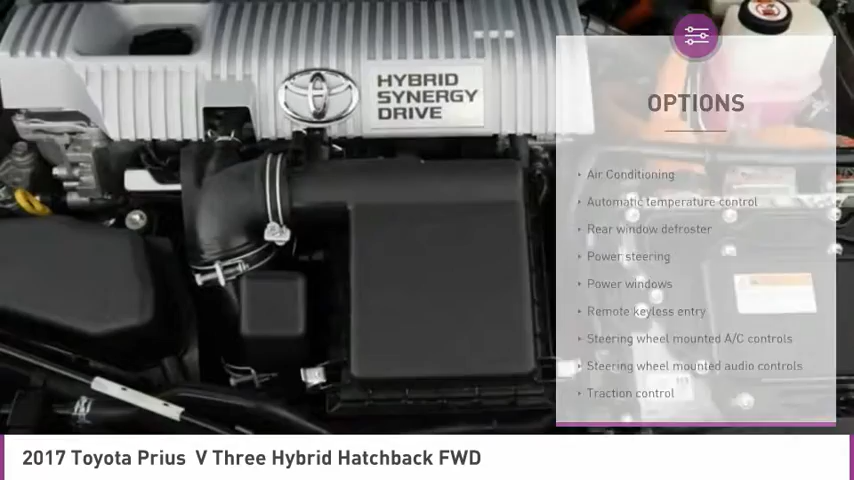 HYBRID
SYNERGY
DRIVE
OPTIONS
Air Conditioning
Automatic temperature control
Rear window defroster
Power steering
Power windows
Remote keyless entry
Steering wheel mounted A/C controls
Steering wheel mounted audio controls
Traction control
2017 Toyota Prius V Three Hybrid Hatchback FWD